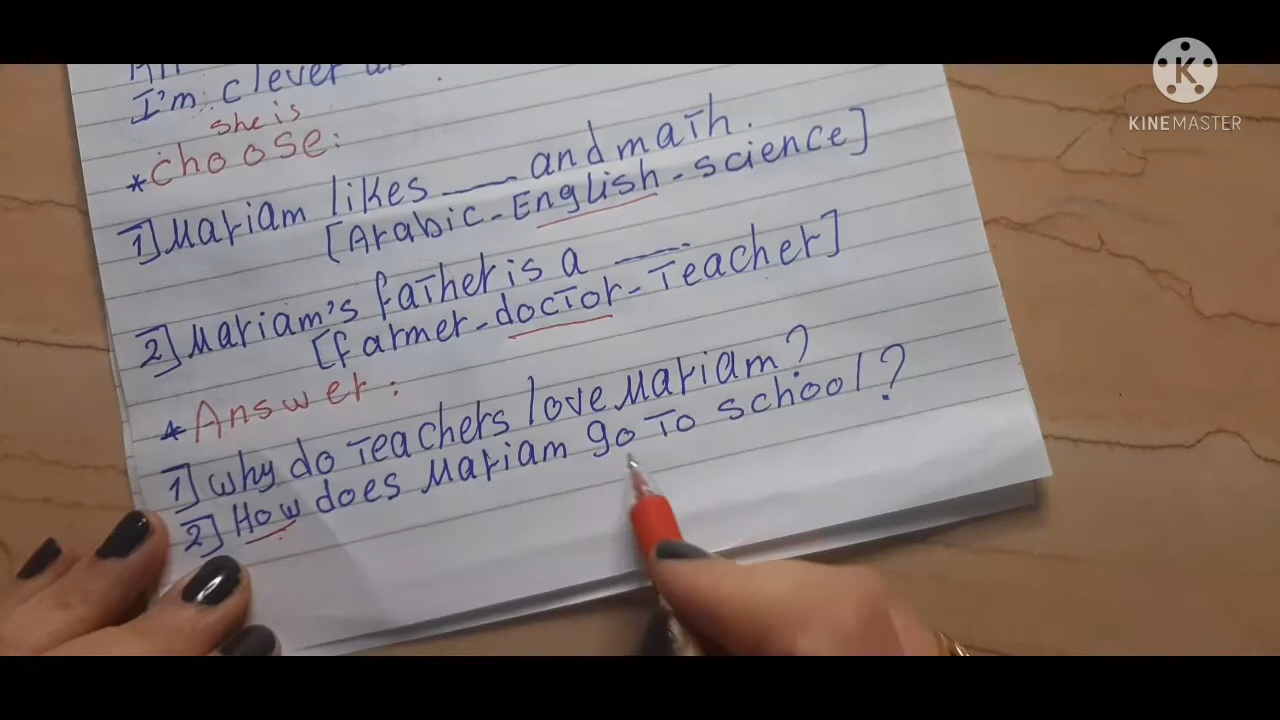 I'm clever
she is
*choose:
1] Mariam likes ___ and math.
[Arabic-English-science]
2] Mariam's father is a ___.
[farmer-doctor-Teacher]
*Answer:
1] Why do Teachers love Mariam?
2] How does Mariam go To school?
K
KINEMASTER